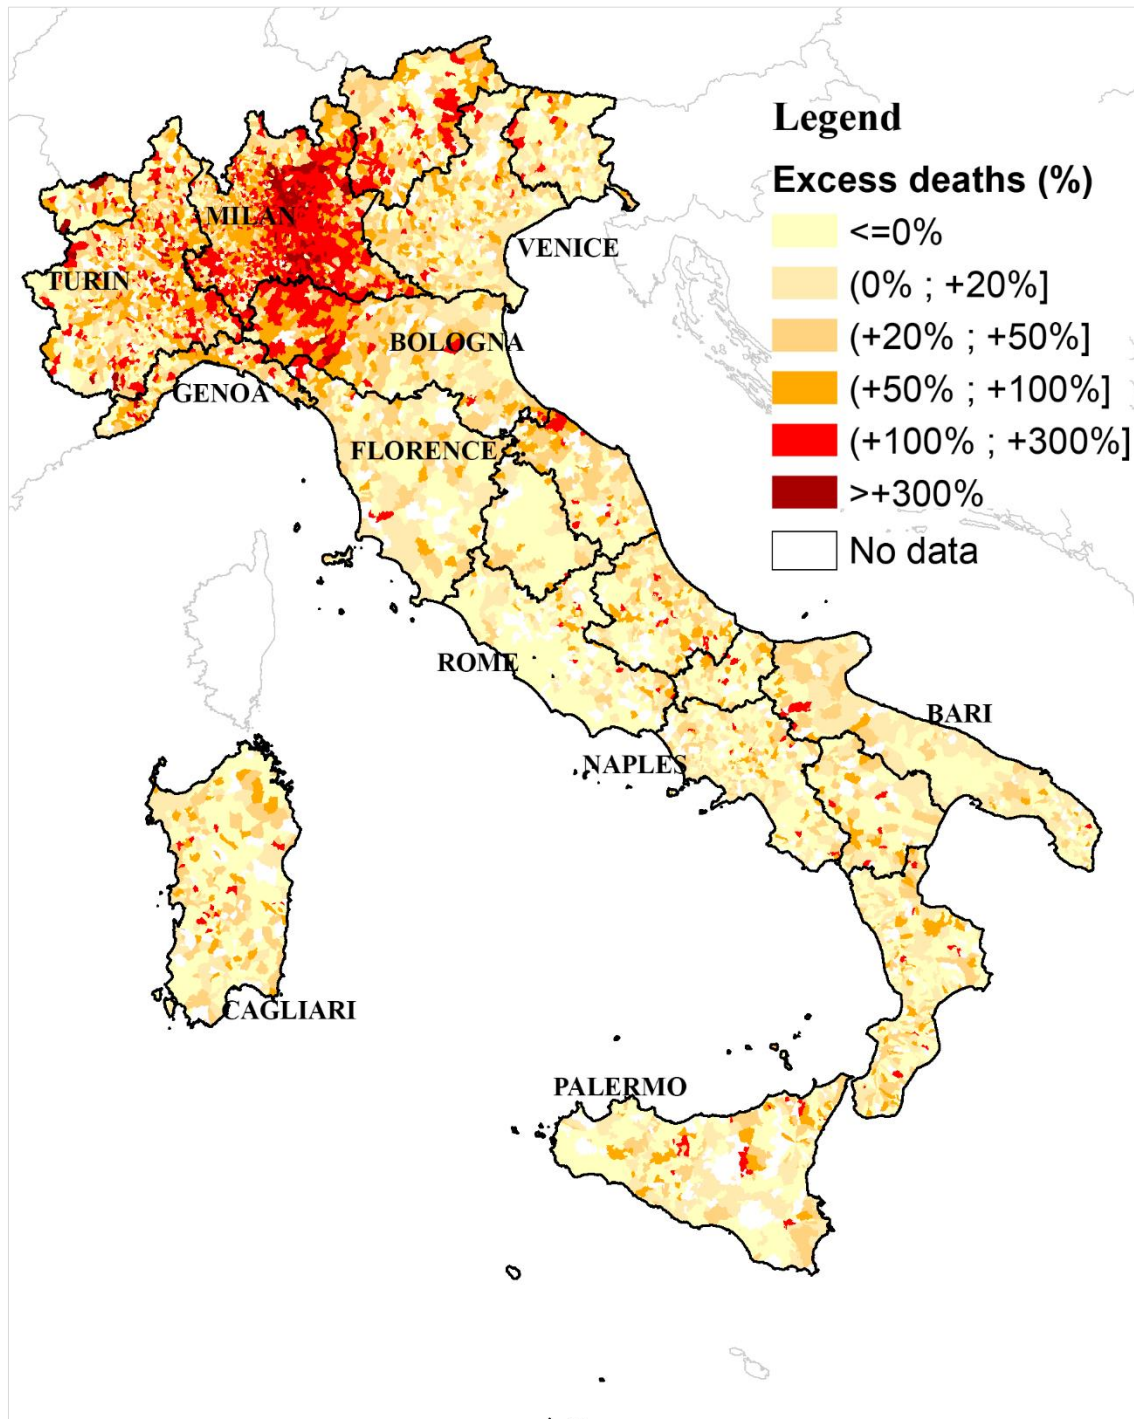 Legend
Excess deaths (%)
<=0%
(0% ; +20%]
(+20% ; +50%]
(+50% ; +100%]
(+100% ; +300%]
>+300%
No data
MILAN
VENICE
TURIN
BOLOGNA
GENOA
FLORENCE
ROME
BARI
NAPLES
CAGLIARI
PALERMO